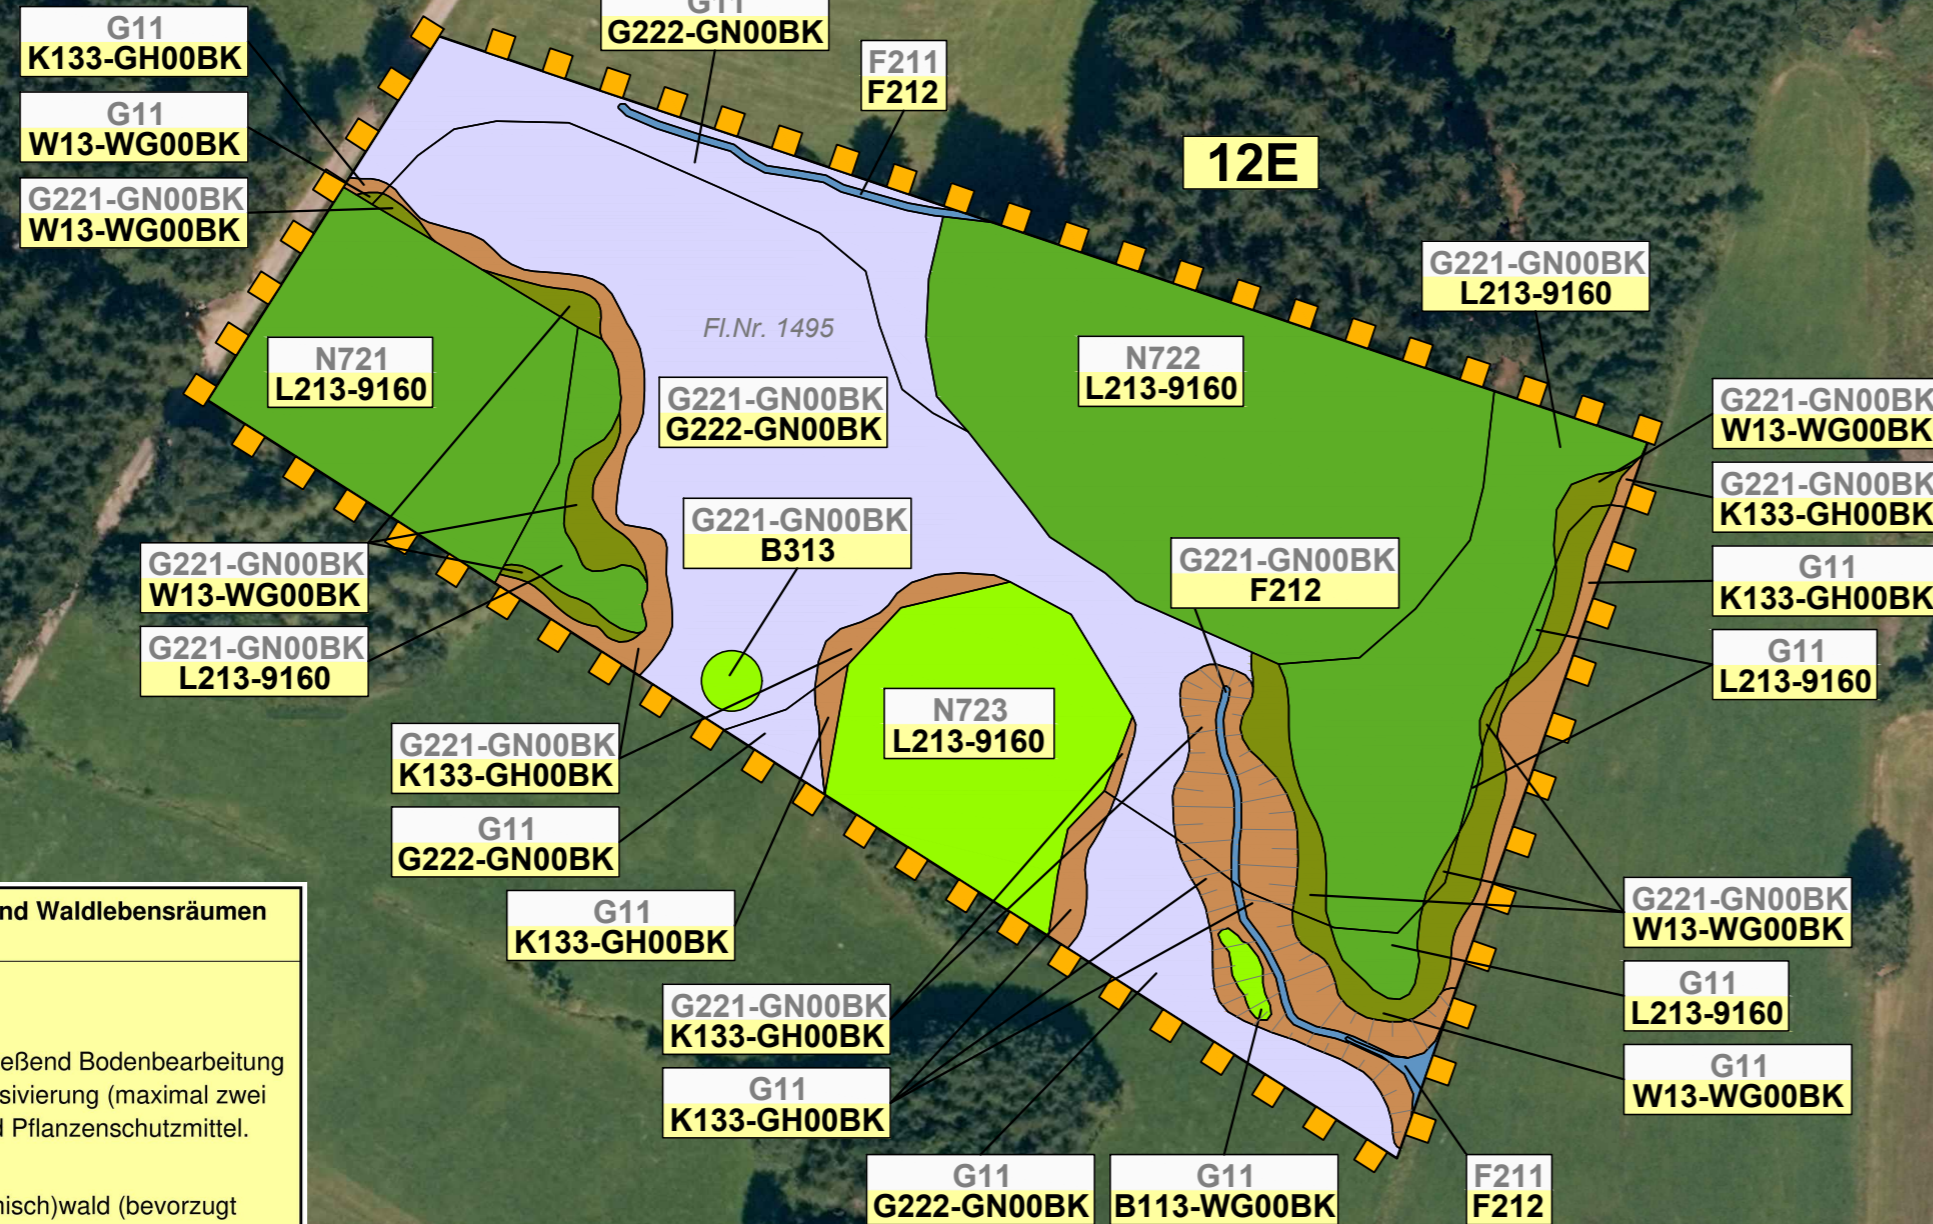 G11
K133-GH00BK
G11
W13-WG00BK
G221-GN00BK
W13-WG00BK
G11
G222-GN00BK
F211
F212
12E
G221-GN00BK
L213-9160
Fl.Nr. 1495
N721
L213-9160
G221-GN00BK
G222-GN00BK
N722
L213-9160
G221-GN00BK
W13-WG00BK
G221-GN00BK
K133-GH00BK
G11
K133-GH00BK
G11
L213-9160
G221-GN00BK
B313
G221-GN00BK
F212
G221-GN00BK
W13-WG00BK
G221-GN00BK
L213-9160
N723
L213-9160
G221-GN00BK
K133-GH00BK
G11
G222-GN00BK
G11
K133-GH00BK
G221-GN00BK
W13-WG00BK
G11
L213-9160
G11
W13-WG00BK
G221-GN00BK
K133-GH00BK
G11
K133-GH00BK
G11
G222-GN00BK
G11
B113-WG00BK
F211
F212
nd Waldlebensräumen
eßend Bodenbearbeitung
sivierung (maximal zwei
d Pflanzenschutzmittel.
nisch)wald (bevorzugt